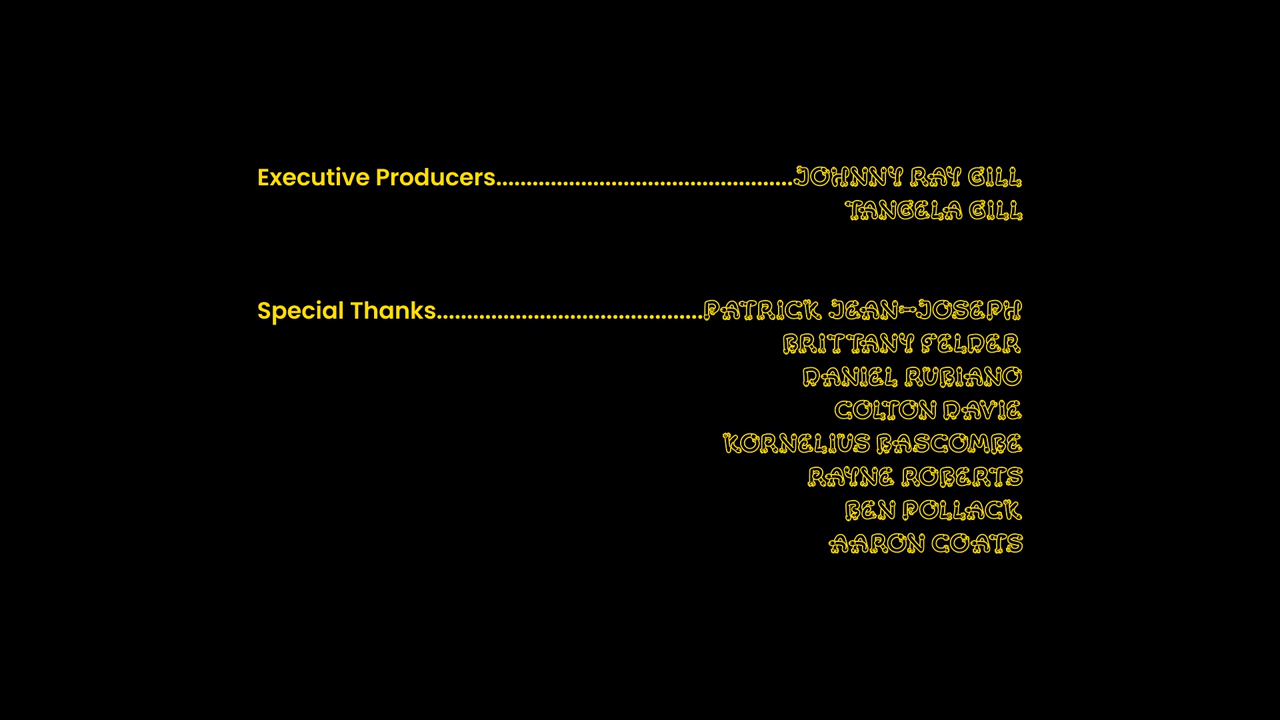 Executive Producers.................................................JOHNNY RAY GILL
TANGELA GILL
Special Thanks............................................PATRICK JEAN-JOSEPH
BRITTANY FELDER
DANIEL RUBIANO
COLTON DAVIE
KORNELIUS BASCOMBE
RAYNE ROBERTS
BEN POLLACK
AARON COATS